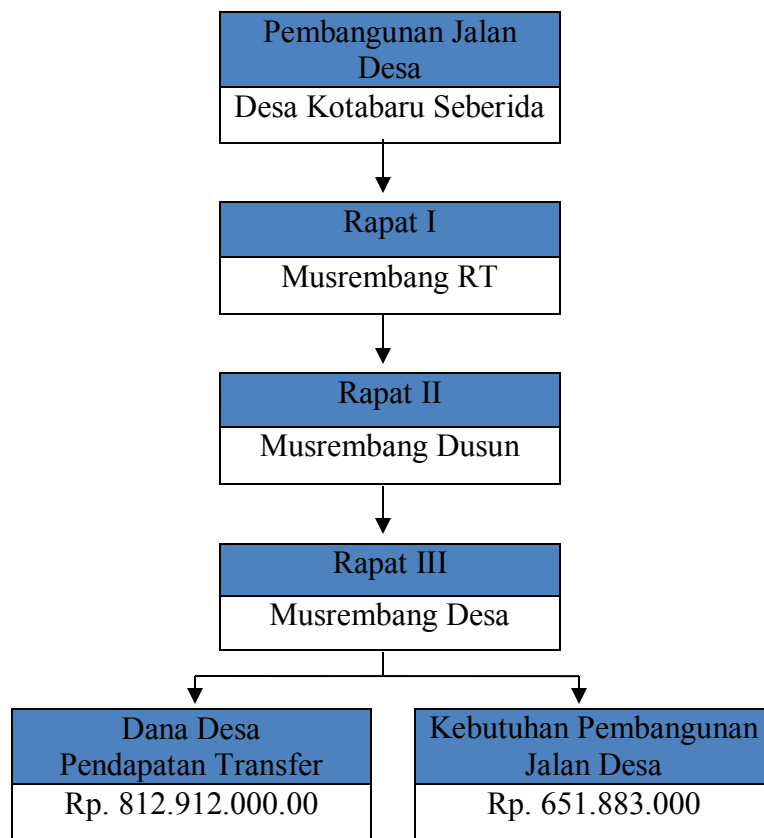 Pembangunan Jalan
Desa
Desa Kotabaru Seberida
Rapat I
Musrembang RT
Rapat II
Musrembang Dusun
Rapat III
Musrembang Desa
Dana Desa
Pendapatan Transfer
Rp. 812.912.000.00
Kebutuhan Pembangunan
Jalan Desa
Rp. 651.883.000